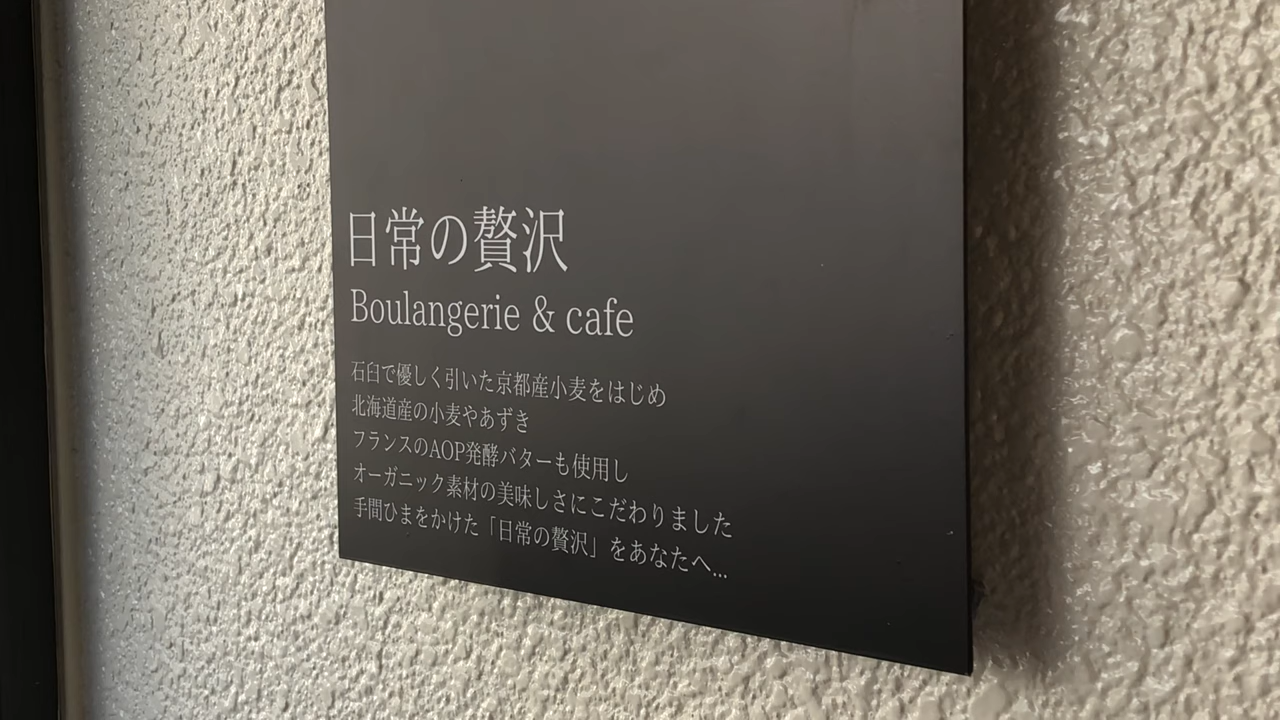 日常の贅沢
Boulangerie & cafe
石臼で優しく引いた京都産小麦をはじめ
北海道産の小麦やあずき
フランスのAOP発酵バターも使用し
オーガニック素材の美味しさにこだわりました
手間ひまをかけた「日常の贅沢」をあなたへ...